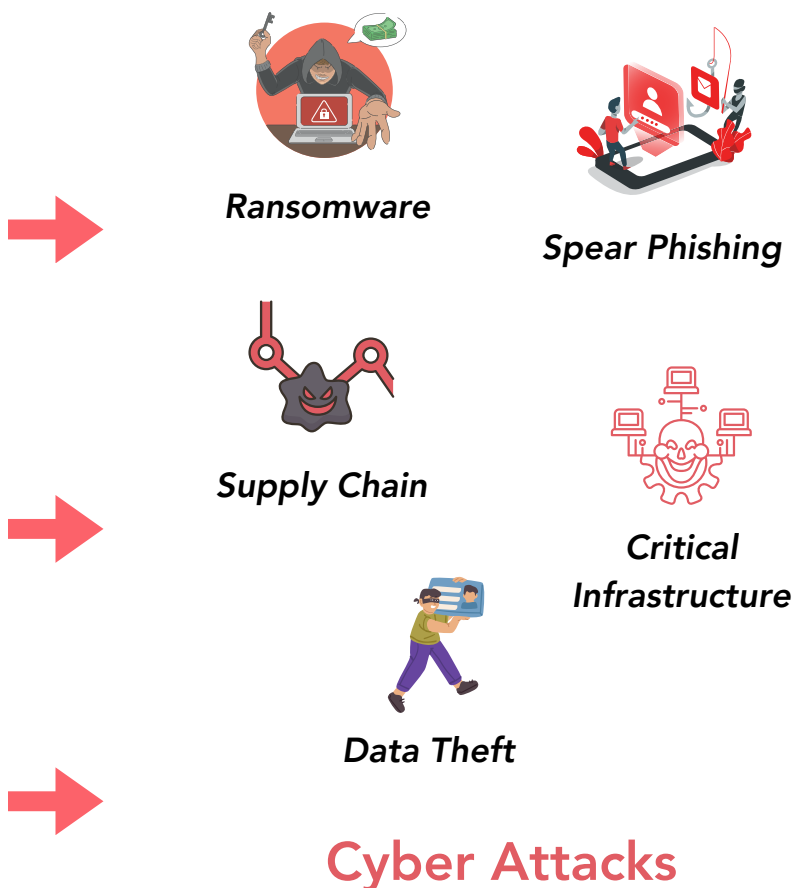 Ransomware
Spear Phishing
Supply Chain
Critical
Infrastructure
Data Theft
Cyber Attacks